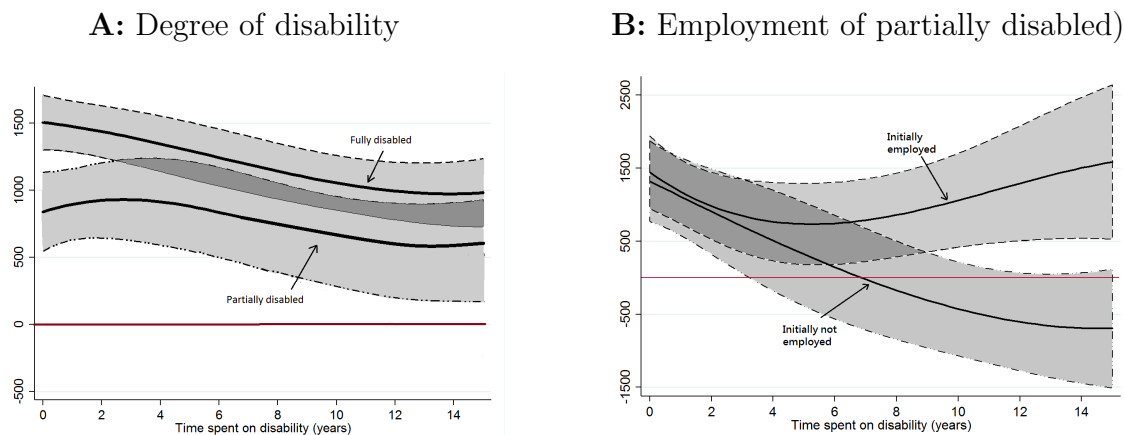 A: Degree of disability
1500
1000
500
0
-500
Fully disabled
Partially disabled
0 2 4 6 8 10 12 14
Time spent on disability (years)
B: Employment of partially disabled)
2500
1500
500
-500
-1500
Initially
employed
Initially not
employed
0 2 4 6 8 10 12 14
Time spent on disability (years)